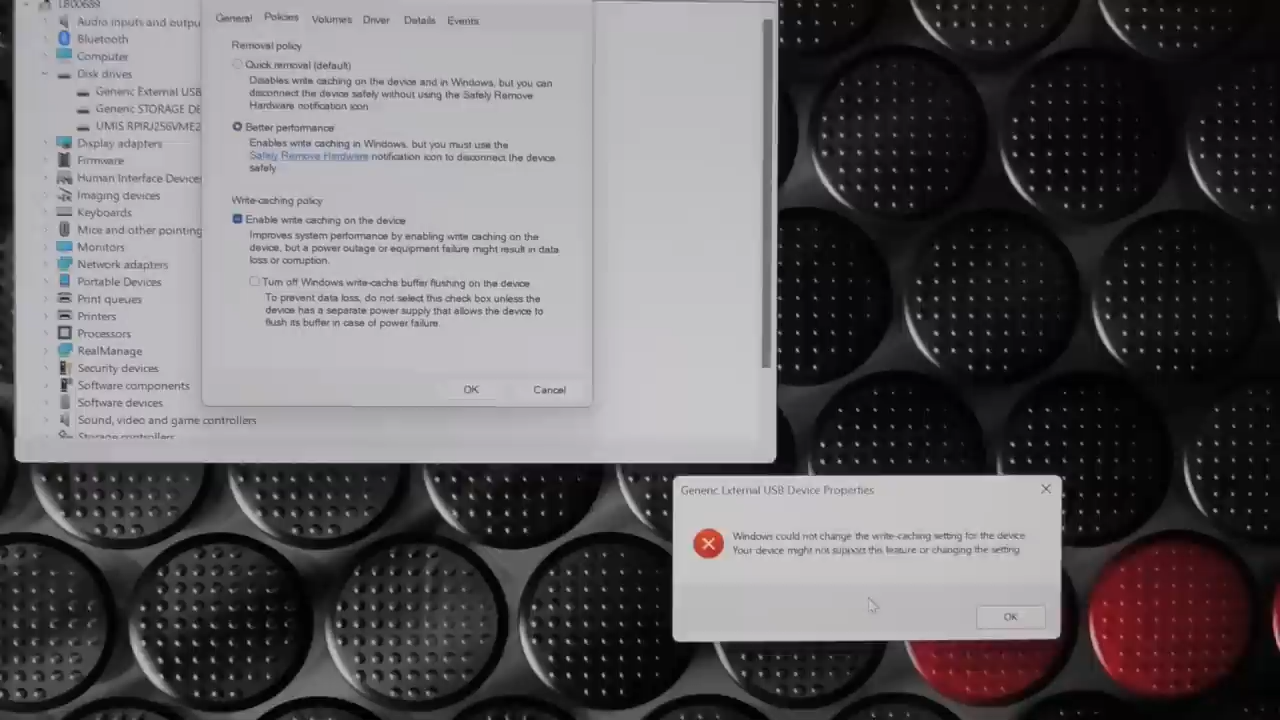 LB00689
Audio inputs and outpu
Bluetooth
Computer
Disk drives
Generic External USB
Generic STORAGE DE
UMIS RPIRJ256VME2
Display adapters
Firmware
Human Interface Devices
Imaging devices
Keyboards
Mice and other pointing
Monitors
Network adapters
Portable Devices
Print queues
Printers
Processors
RealManage
Security devices
Software components
Software devices
Sound, video and game controllers
Storage controllers
General Policies Volumes Driver Details Events
Removal policy
Quick removal (default)
Disables write caching on the device and in Windows, but you can
disconnect the device safely without using the Safely Remove
Hardware notification icon
Better performance
Enables write caching in Windows, but you must use the
Safely Remove Hardware notification icon to disconnect the device
safely
Write-caching policy
Enable write caching on the device
Improves system performance by enabling write caching on the
device, but a power outage or equipment failure might result in data
loss or corruption.
Turn off Windows write-cache buffer flushing on the device
To prevent data loss, do not select this check box unless the
device has a separate power supply that allows the device to
flush its buffer in case of power failure.
OK Cancel
Generic External USB Device Properties
Windows could not change the write-caching setting for the device
Your device might not support this feature or changing the setting
OK